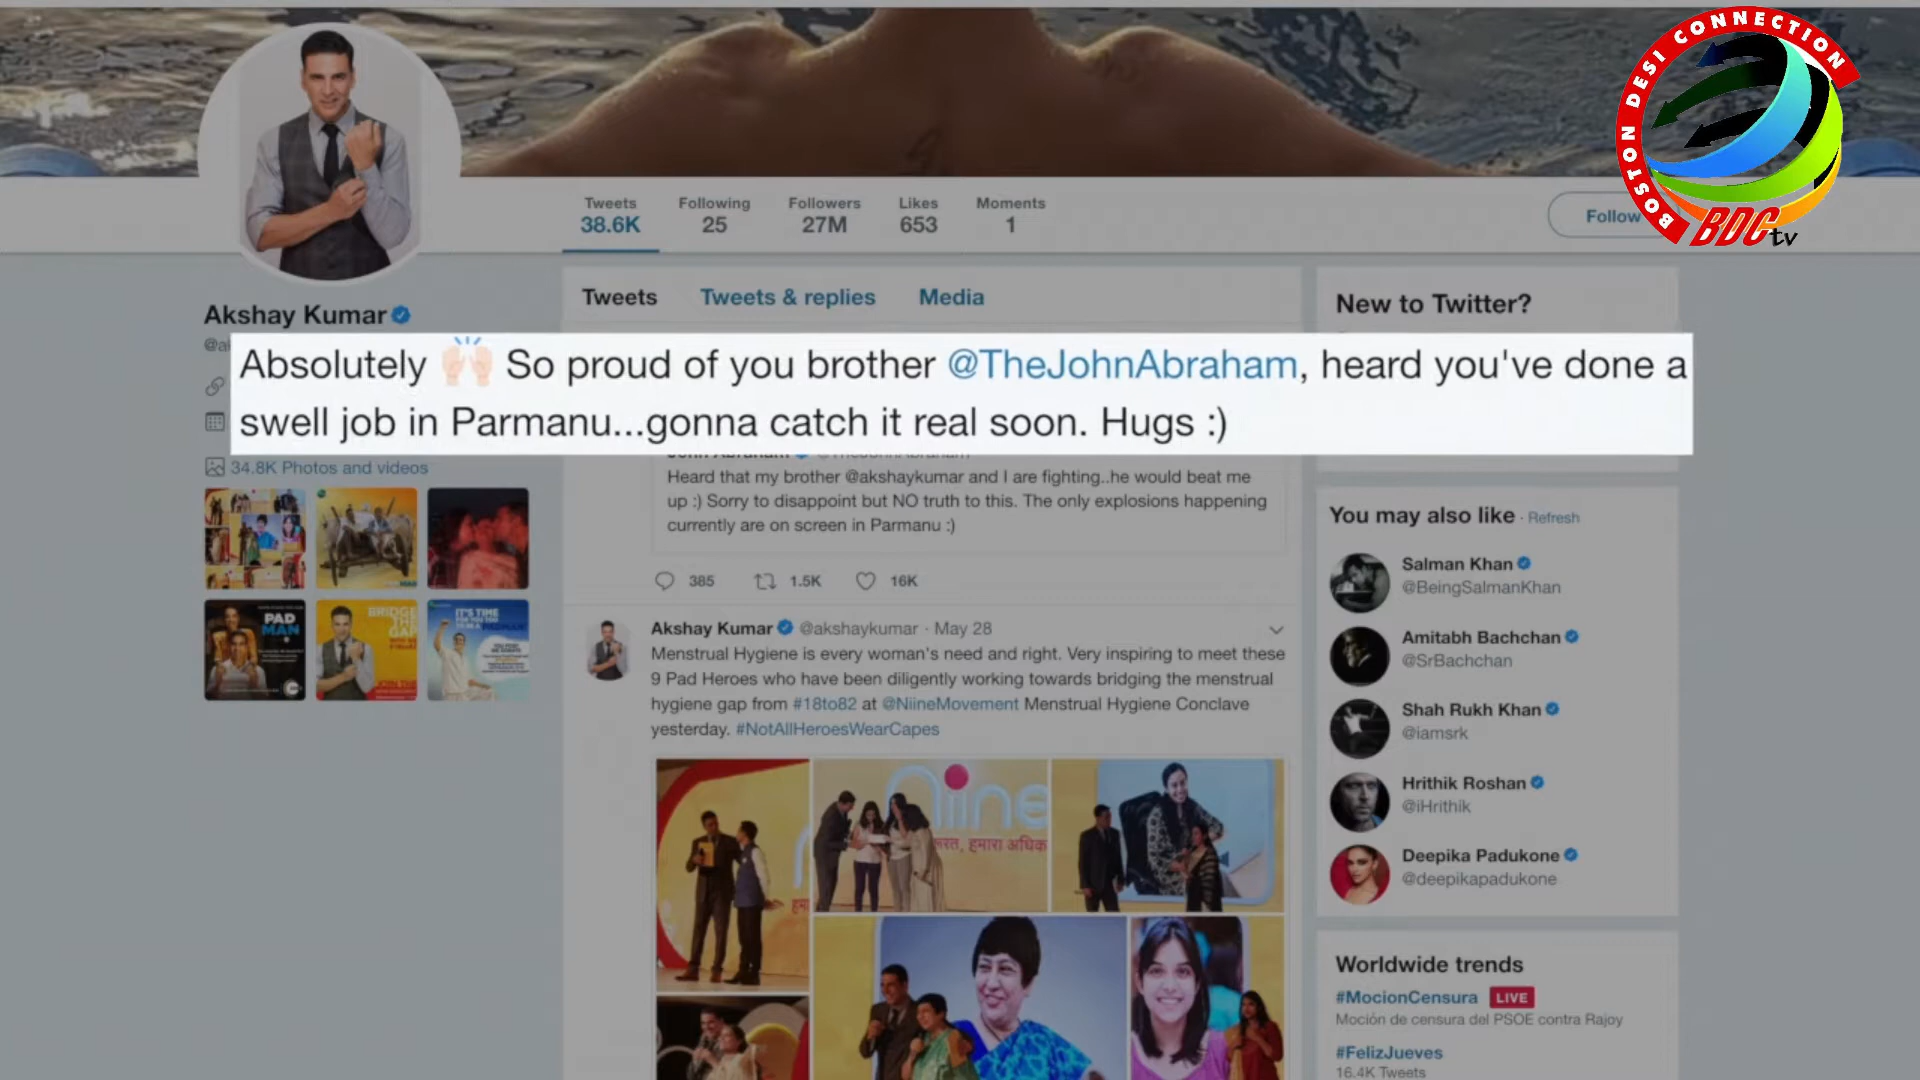 BOSTON DESI CONNECTION
BDC tv
Tweets
38.6K
Following
25
Followers
27M
Likes
653
Moments
1
Follow
Akshay Kumar
Tweets
Tweets & replies
Media
New to Twitter?
Absolutely 🙌🏻 So proud of you brother @TheJohnAbraham, heard you've done a
swell job in Parmanu...gonna catch it real soon. Hugs :)
34.8K Photos and videos
John Abraham @TheJohnAbraham
Heard that my brother @akshaykumar and I are fighting..he would beat me
up :) Sorry to disappoint but NO truth to this. The only explosions happening
currently are on screen in Parmanu :)
385
1.5K
16K
PAD
MAN
BRIDGE
THE
GAP
IT'S TIME
Akshay Kumar @akshaykumar · May 28
Menstrual Hygiene is every woman's need and right. Very inspiring to meet these
9 Pad Heroes who have been diligently working towards bridging the menstrual
hygiene gap from #18to82 at @NiineMovement Menstrual Hygiene Conclave
yesterday. #NotAllHeroesWearCapes
niine
हमारा अधिक
You may also like · Refresh
Salman Khan
@BeingSalmanKhan
Amitabh Bachchan
@SrBachchan
Shah Rukh Khan
@iamsrk
Hrithik Roshan
@iHrithik
Deepika Padukone
@deepikapadukone
Worldwide trends
#MocionCensura LIVE
Moción de censura del PSOE contra Rajoy
#FelizJueves
16.4K Tweets